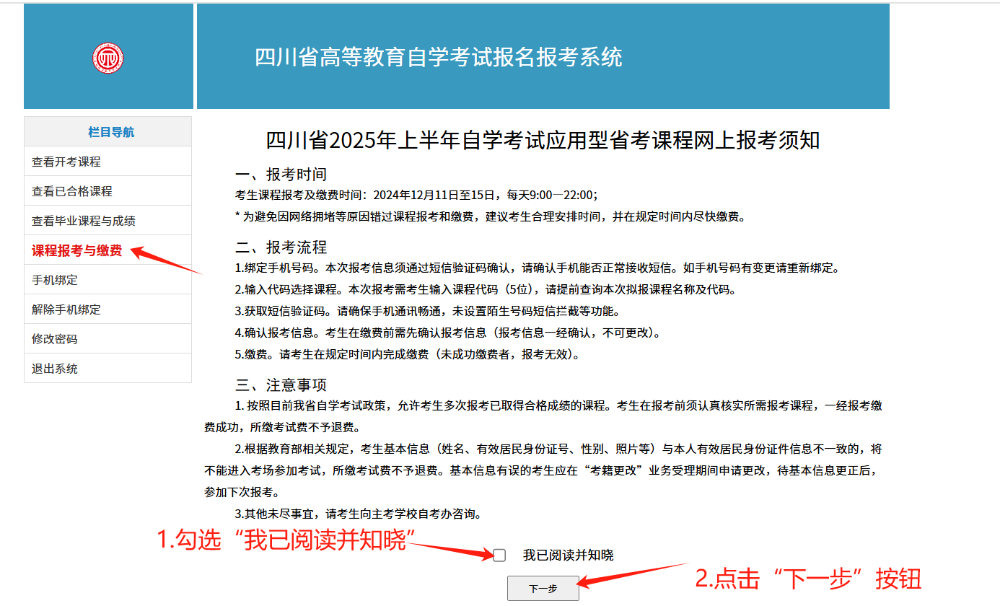 四川省高等教育自学考试报名报考系统
栏目导航
查看开考课程
查看已合格课程
查看毕业课程与成绩
课程报考与缴费
手机绑定
解除手机绑定
修改密码
退出系统
四川省2025年上半年自学考试应用型省考课程网上报考须知
一、报考时间
考生课程报考及缴费时间：2024年12月11日至15日，每天9:00—22:00；
* 为避免因网络拥堵等原因错过课程报考和缴费，建议考生合理安排时间，并在规定时间内尽快缴费。
二、报考流程
1.绑定手机号码。本次报考信息须通过短信验证码确认，请确认手机能否正常接收短信。如手机号码有变更请重新绑定。
2.输入代码选择课程。本次报考需考生输入课程代码（5位），请提前查询本次拟报课程名称及代码。
3.获取短信验证码。请确保手机通讯畅通，未设置陌生号码短信拦截等功能。
4.确认报考信息。考生在缴费前需先确认报考信息（报考信息一经确认，不可更改）。
5.缴费。请考生在规定时间内完成缴费（未成功缴费者，报考无效）。
三、注意事项
1. 按照目前我省自学考试政策，允许考生多次报考已取得合格成绩的课程。考生在报考前须认真核实所需报考课程，一经报考缴
费成功，所缴考试费不予退费。
2.根据教育部相关规定，考生基本信息（姓名、有效居民身份证号、性别、照片等）与本人有效居民身份证件信息不一致的，将
不能进入考场参加考试，所缴考试费不予退费。基本信息有误的考生应在“考籍更改”业务受理期间申请更改，待基本信息更正后，
参加下次报考。
3.其他未尽事宜，请考生向主考学校自考办咨询。
1.勾选“我已阅读并知晓”
我已阅读并知晓
2.点击“下一步”按钮
下一步